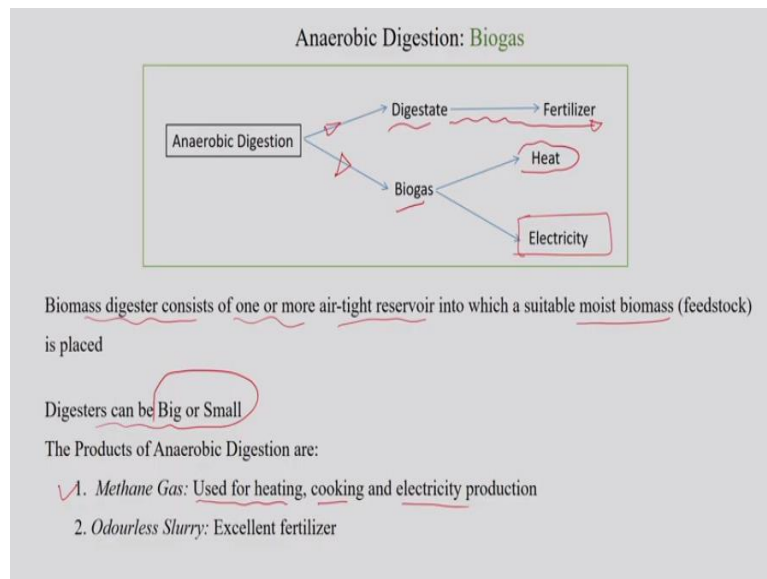 Anaerobic Digestion: Biogas
Digestate
Fertilizer
Anaerobic Digestion
Heat
Biogas
Electricity
Biomass digester consists of one or more air-tight reservoir into which a suitable moist biomass (feedstock)
is placed
Digesters can be Big or Small
The Products of Anaerobic Digestion are:
1. Methane Gas: Used for heating, cooking and electricity production
2. Odourless Slurry: Excellent fertilizer